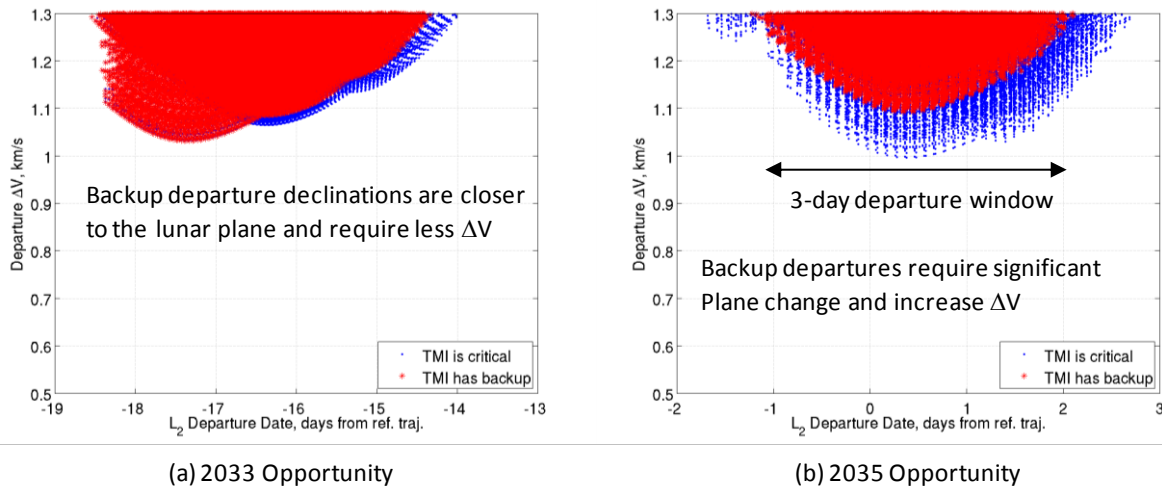 1.3
1.2
1.1
1
0.9
0.8
0.7
0.6
0.5
Departure ΔV, km/s
Backup departure declinations are closer
to the lunar plane and require less ΔV
TMI is critical
TMI has backup
-19
-18
-17
-16
-15
-14
-13
L2 Departure Date, days from ref. traj.
(a) 2033 Opportunity
1.3
1.2
1.1
1
0.9
0.8
0.7
0.6
0.5
Departure ΔV, km/s
3-day departure window
Backup departures require significant
Plane change and increase ΔV
TMI is critical
TMI has backup
-2
-1
0
1
2
3
L2 Departure Date, days from ref. traj.
(b) 2035 Opportunity